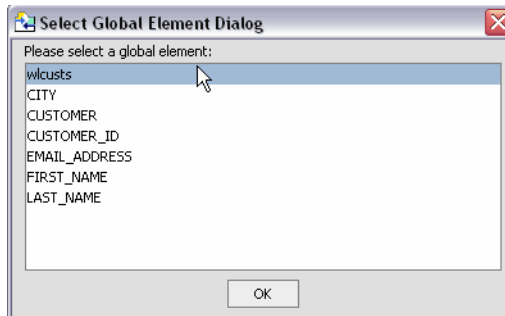 Select Global Element Dialog
Please select a global element:
wlcusts
CITY
CUSTOMER
CUSTOMER_ID
EMAIL_ADDRESS
FIRST_NAME
LAST_NAME
OK